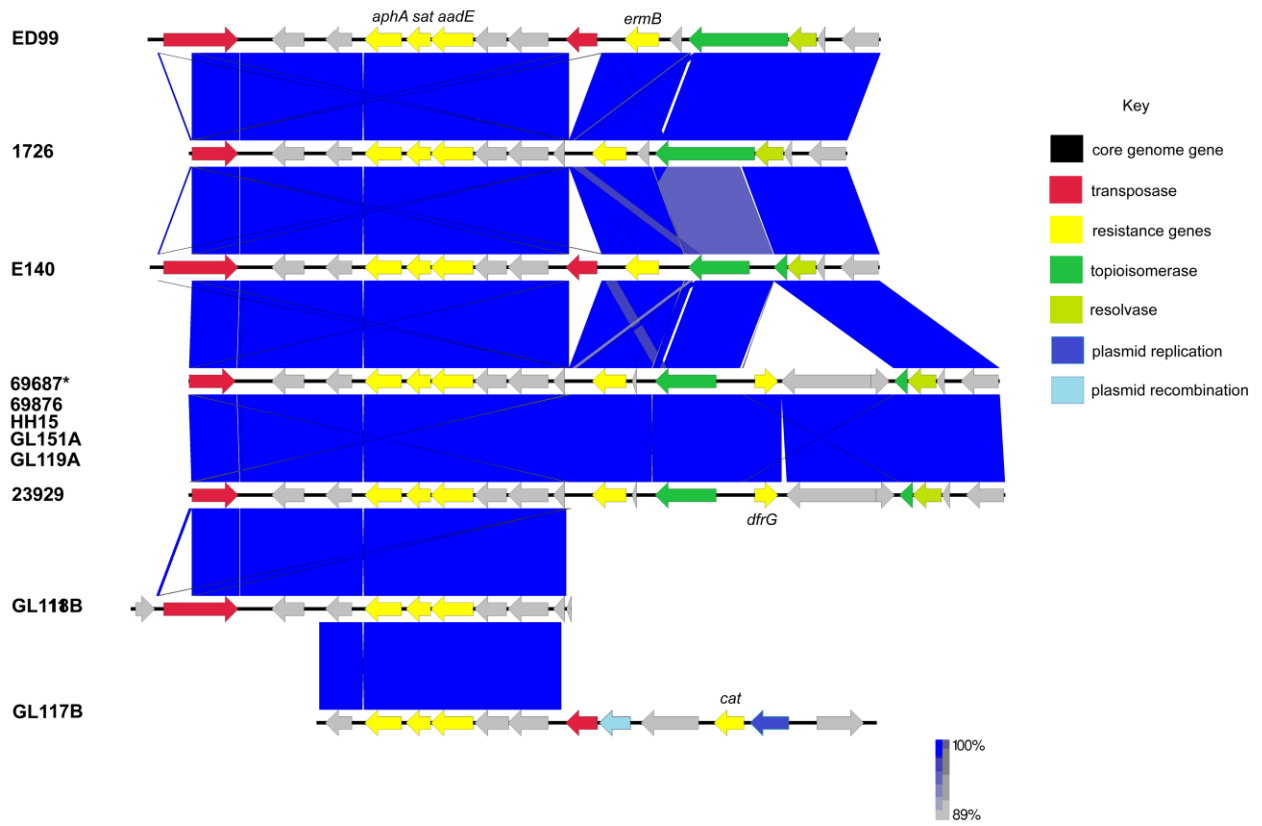 aphA sat aadE
ermB
ED99
Key
core genome gene
1726
transposase
resistance genes
E140
topioisomerase
resolvase
plasmid replication
69687*
plasmid recombination
69876
HH15
GL151A
GL119A
23929
dfrG
cat
GL117B
100%
89%